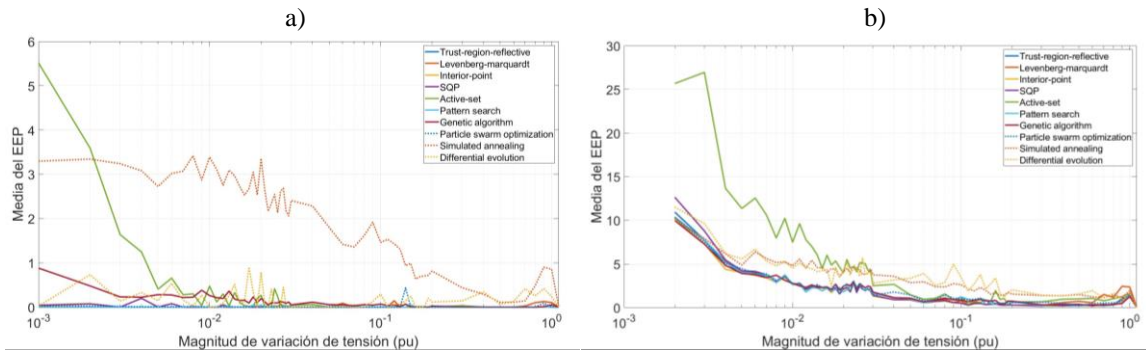 a)
6
5
4
3
2
1
0
Media del EEP
10-3
10-2
10-1
100
Magnitud de variación de tensión (pu)
Trust-region-reflective
Levenberg-marquardt
Interior-point
SQP
Active-set
Pattern search
Genetic algorithm
Particle swarm optimization
Simulated annealing
Differential evolution
b)
30
25
20
15
10
5
0
Media del EEP
10-3
10-2
10-1
100
Magnitud de variación de tensión (pu)
Trust-region-reflective
Levenberg-marquardt
Interior-point
SQP
Active-set
Pattern search
Genetic algorithm
Particle swarm optimization
Simulated annealing
Differential evolution